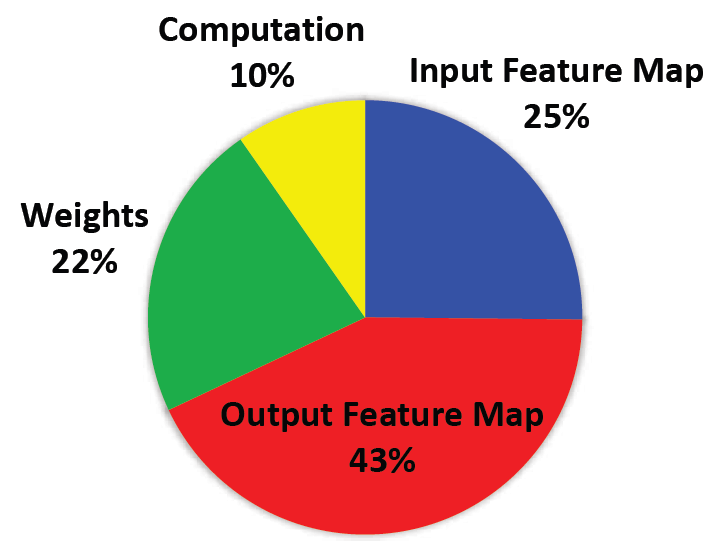 Computation
10%
Input Feature Map
25%
Weights
22%
Output Feature Map
43%